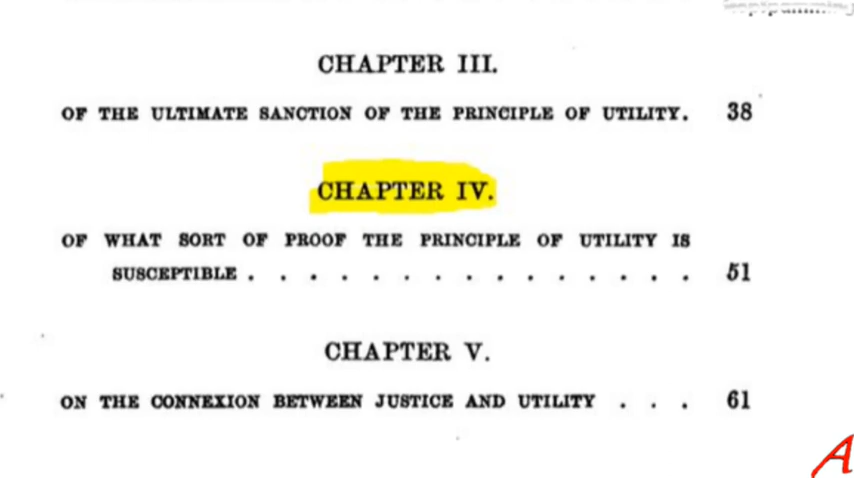 CHAPTER III.
OF THE ULTIMATE SANCTION OF THE PRINCIPLE OF UTILITY. 38
CHAPTER IV.
OF WHAT SORT OF PROOF THE PRINCIPLE OF UTILITY IS
SUSCEPTIBLE . . . . . . . . . . . . . . . 51
CHAPTER V.
ON THE CONNEXION BETWEEN JUSTICE AND UTILITY . . . 61
A